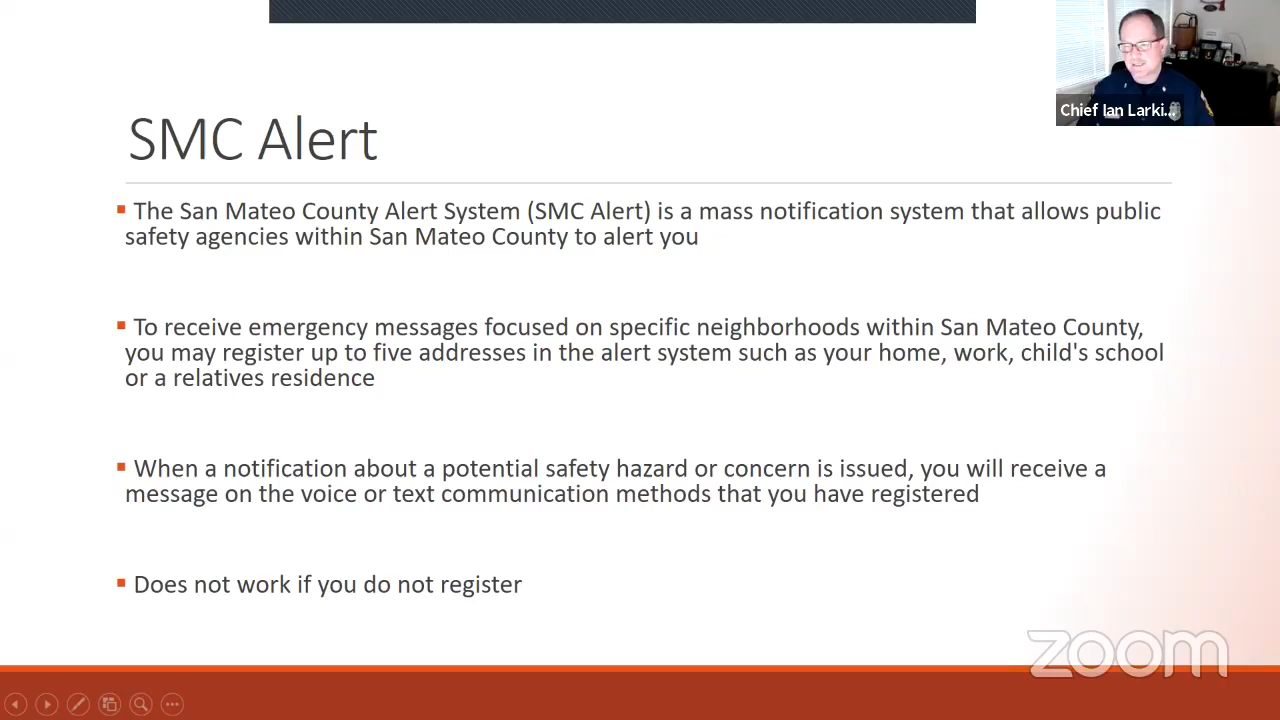 Chief Ian Larki...
SMC Alert
The San Mateo County Alert System (SMC Alert) is a mass notification system that allows public
safety agencies within San Mateo County to alert you
To receive emergency messages focused on specific neighborhoods within San Mateo County,
you may register up to five addresses in the alert system such as your home, work, child's school
or a relatives residence
When a notification about a potential safety hazard or concern is issued, you will receive a
message on the voice or text communication methods that you have registered
Does not work if you do not register
zoom